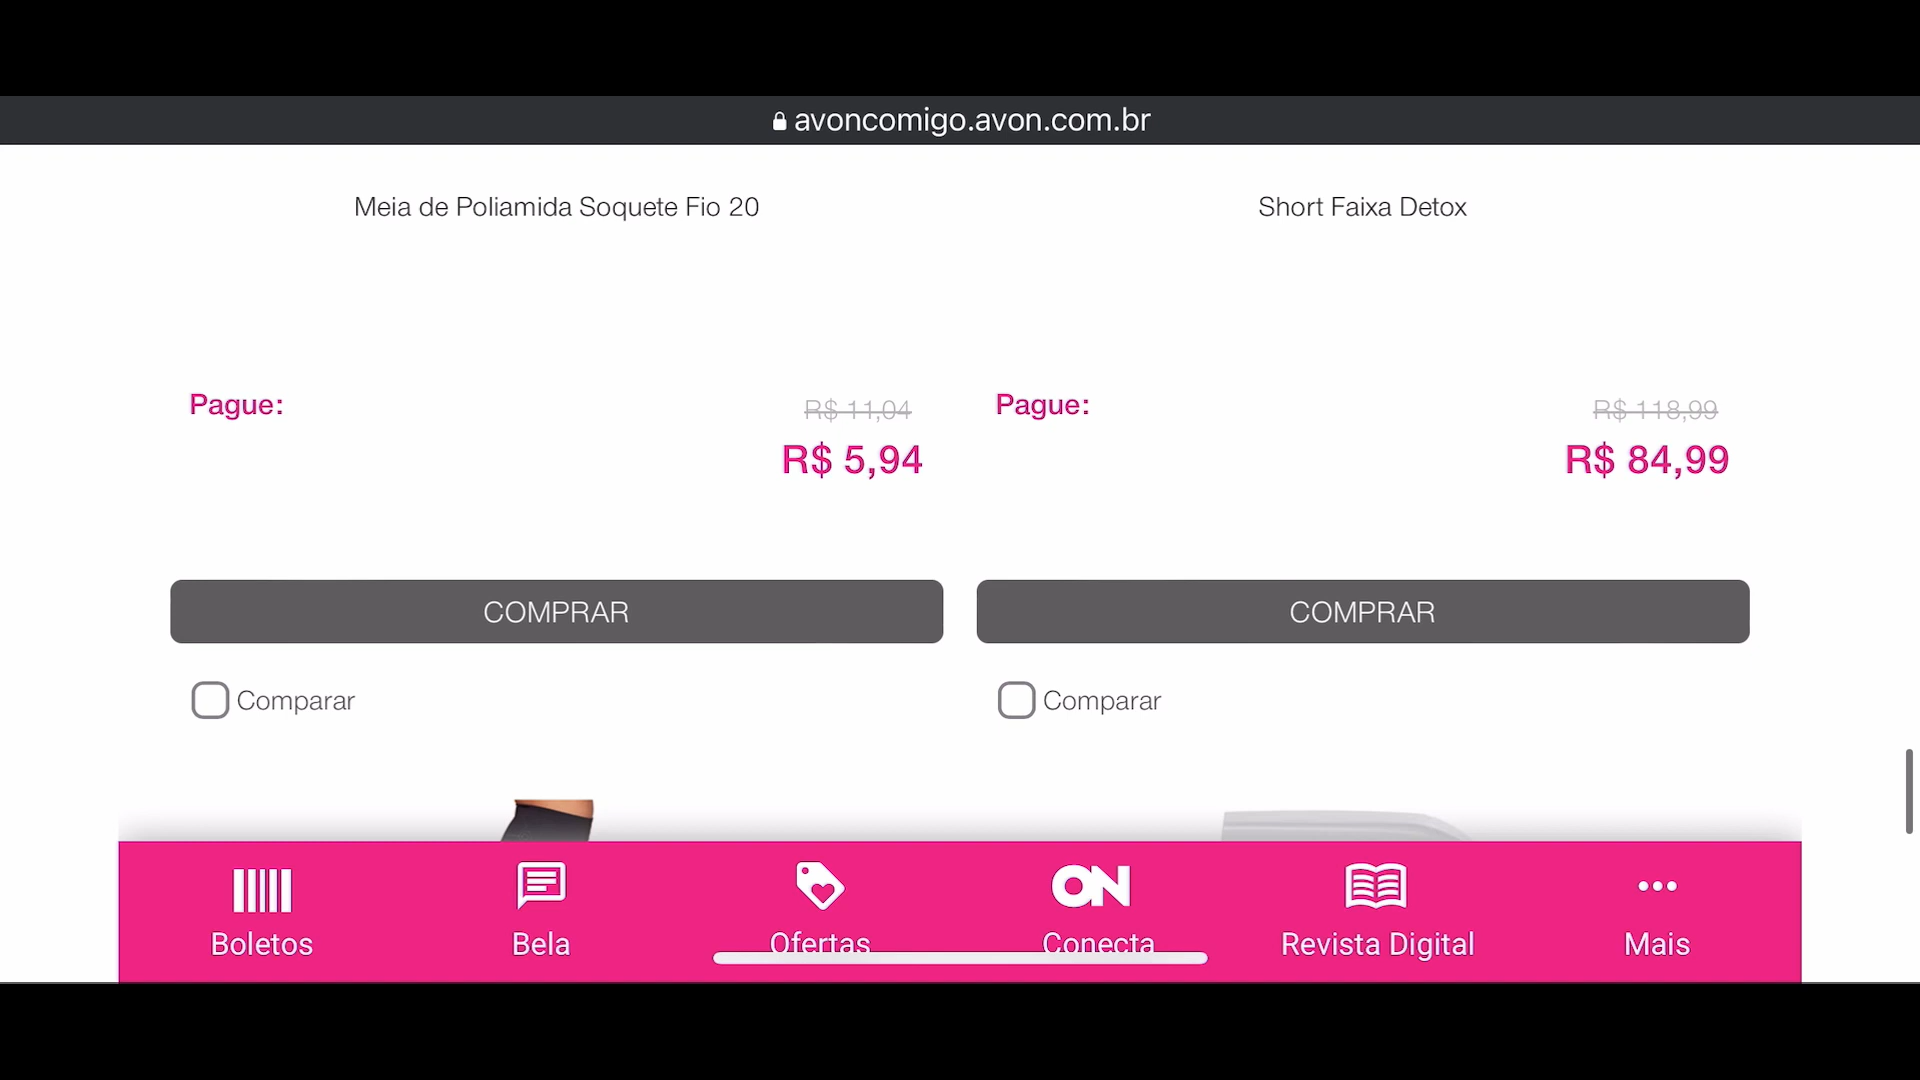 avoncomigo.avon.com.br
Meia de Poliamida Soquete Fio 20
Short Faixa Detox
Pague:
R$ 11,04
R$ 5,94
Pague:
R$ 118,99
R$ 84,99
COMPRAR
COMPRAR
Comparar
Comparar
Boletos
Bela
Ofertas
ON
Conecta
Revista Digital
Mais